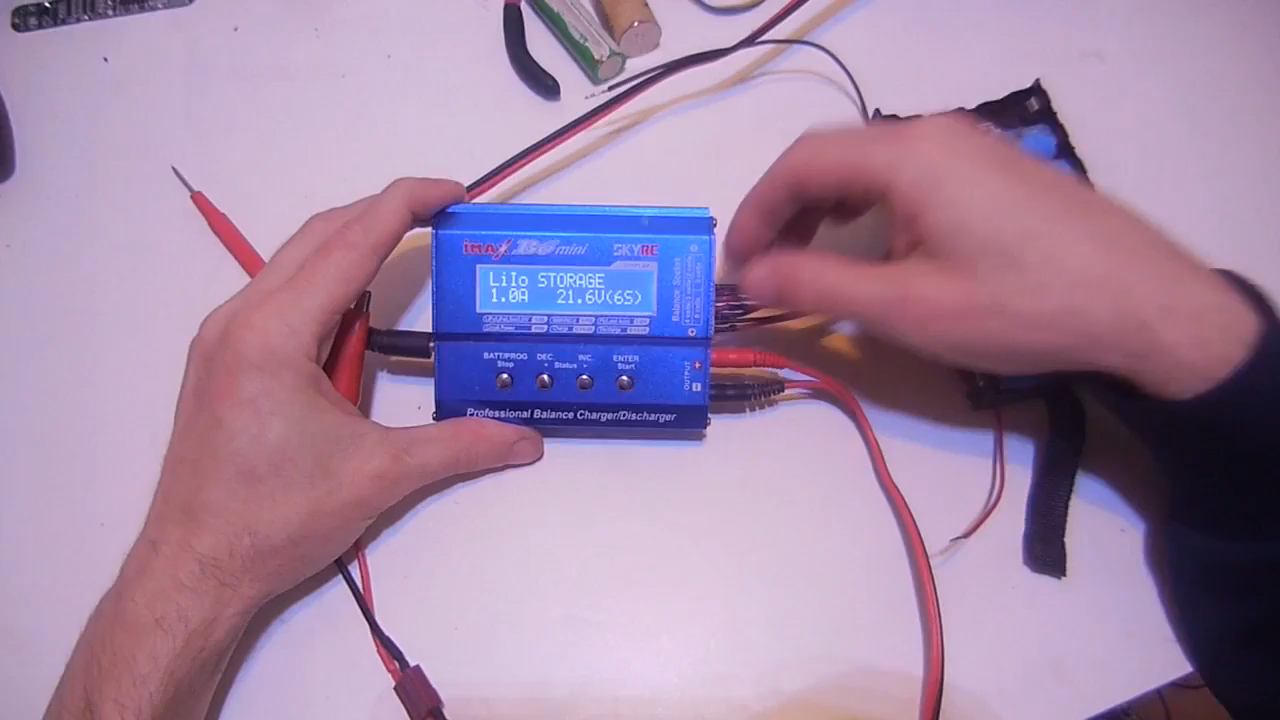 iMAX B6 mini SKYRC
LiIo STORAGE
1.0A 21.6V(6S)
Balance Socket
BATT/PROG DEC. INC. ENTER
Stop Status Start
OUTPUT
Professional Balance Charger/Discharger